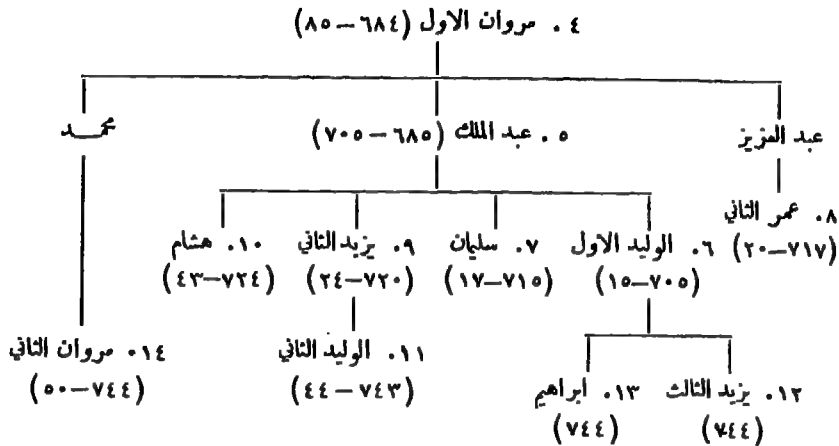 ٤ . مروان الاول (٦٨٤–٨٥)
عبد العزيز
٥ . عبد الملك (٦٨٥–٧٠٥)
محمد
٨. عمر الثاني
(٧١٧–٢٠)
٦. الوليد الاول
(٧٠٥–١٥)
٧. سليمان
(٧١٥–١٧)
٩. يزيد الثاني
(٧٢٠–٢٤)
١٠. هشام
(٧٢٤–٤٣)
١١. الوليد الثاني
(٧٤٣–٤٤)
١٤. مروان الثاني
(٧٤٤–٥٠)
١٢. يزيد الثالث
(٧٤٤)
١٣. ابراهيم
(٧٤٤)